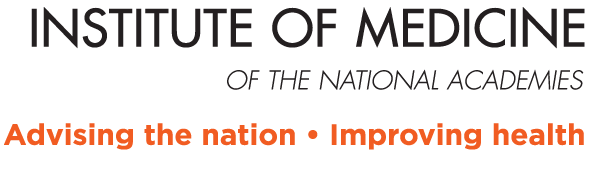 INSTITUTE OF MEDICINE
OF THE NATIONAL ACADEMIES
Advising the nation • Improving health